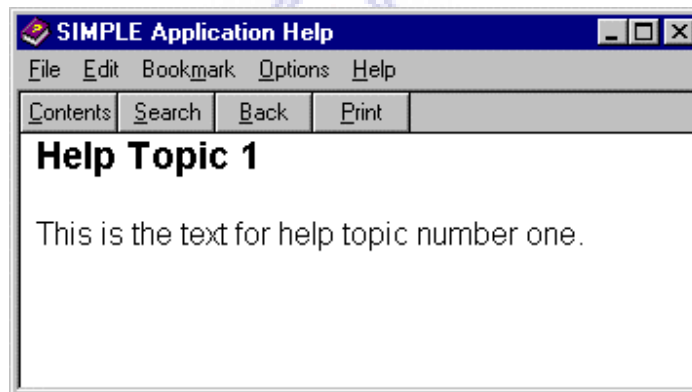 SIMPLE Application Help
File Edit Bookmark Options Help
Contents Search Back Print
Help Topic 1
This is the text for help topic number one.